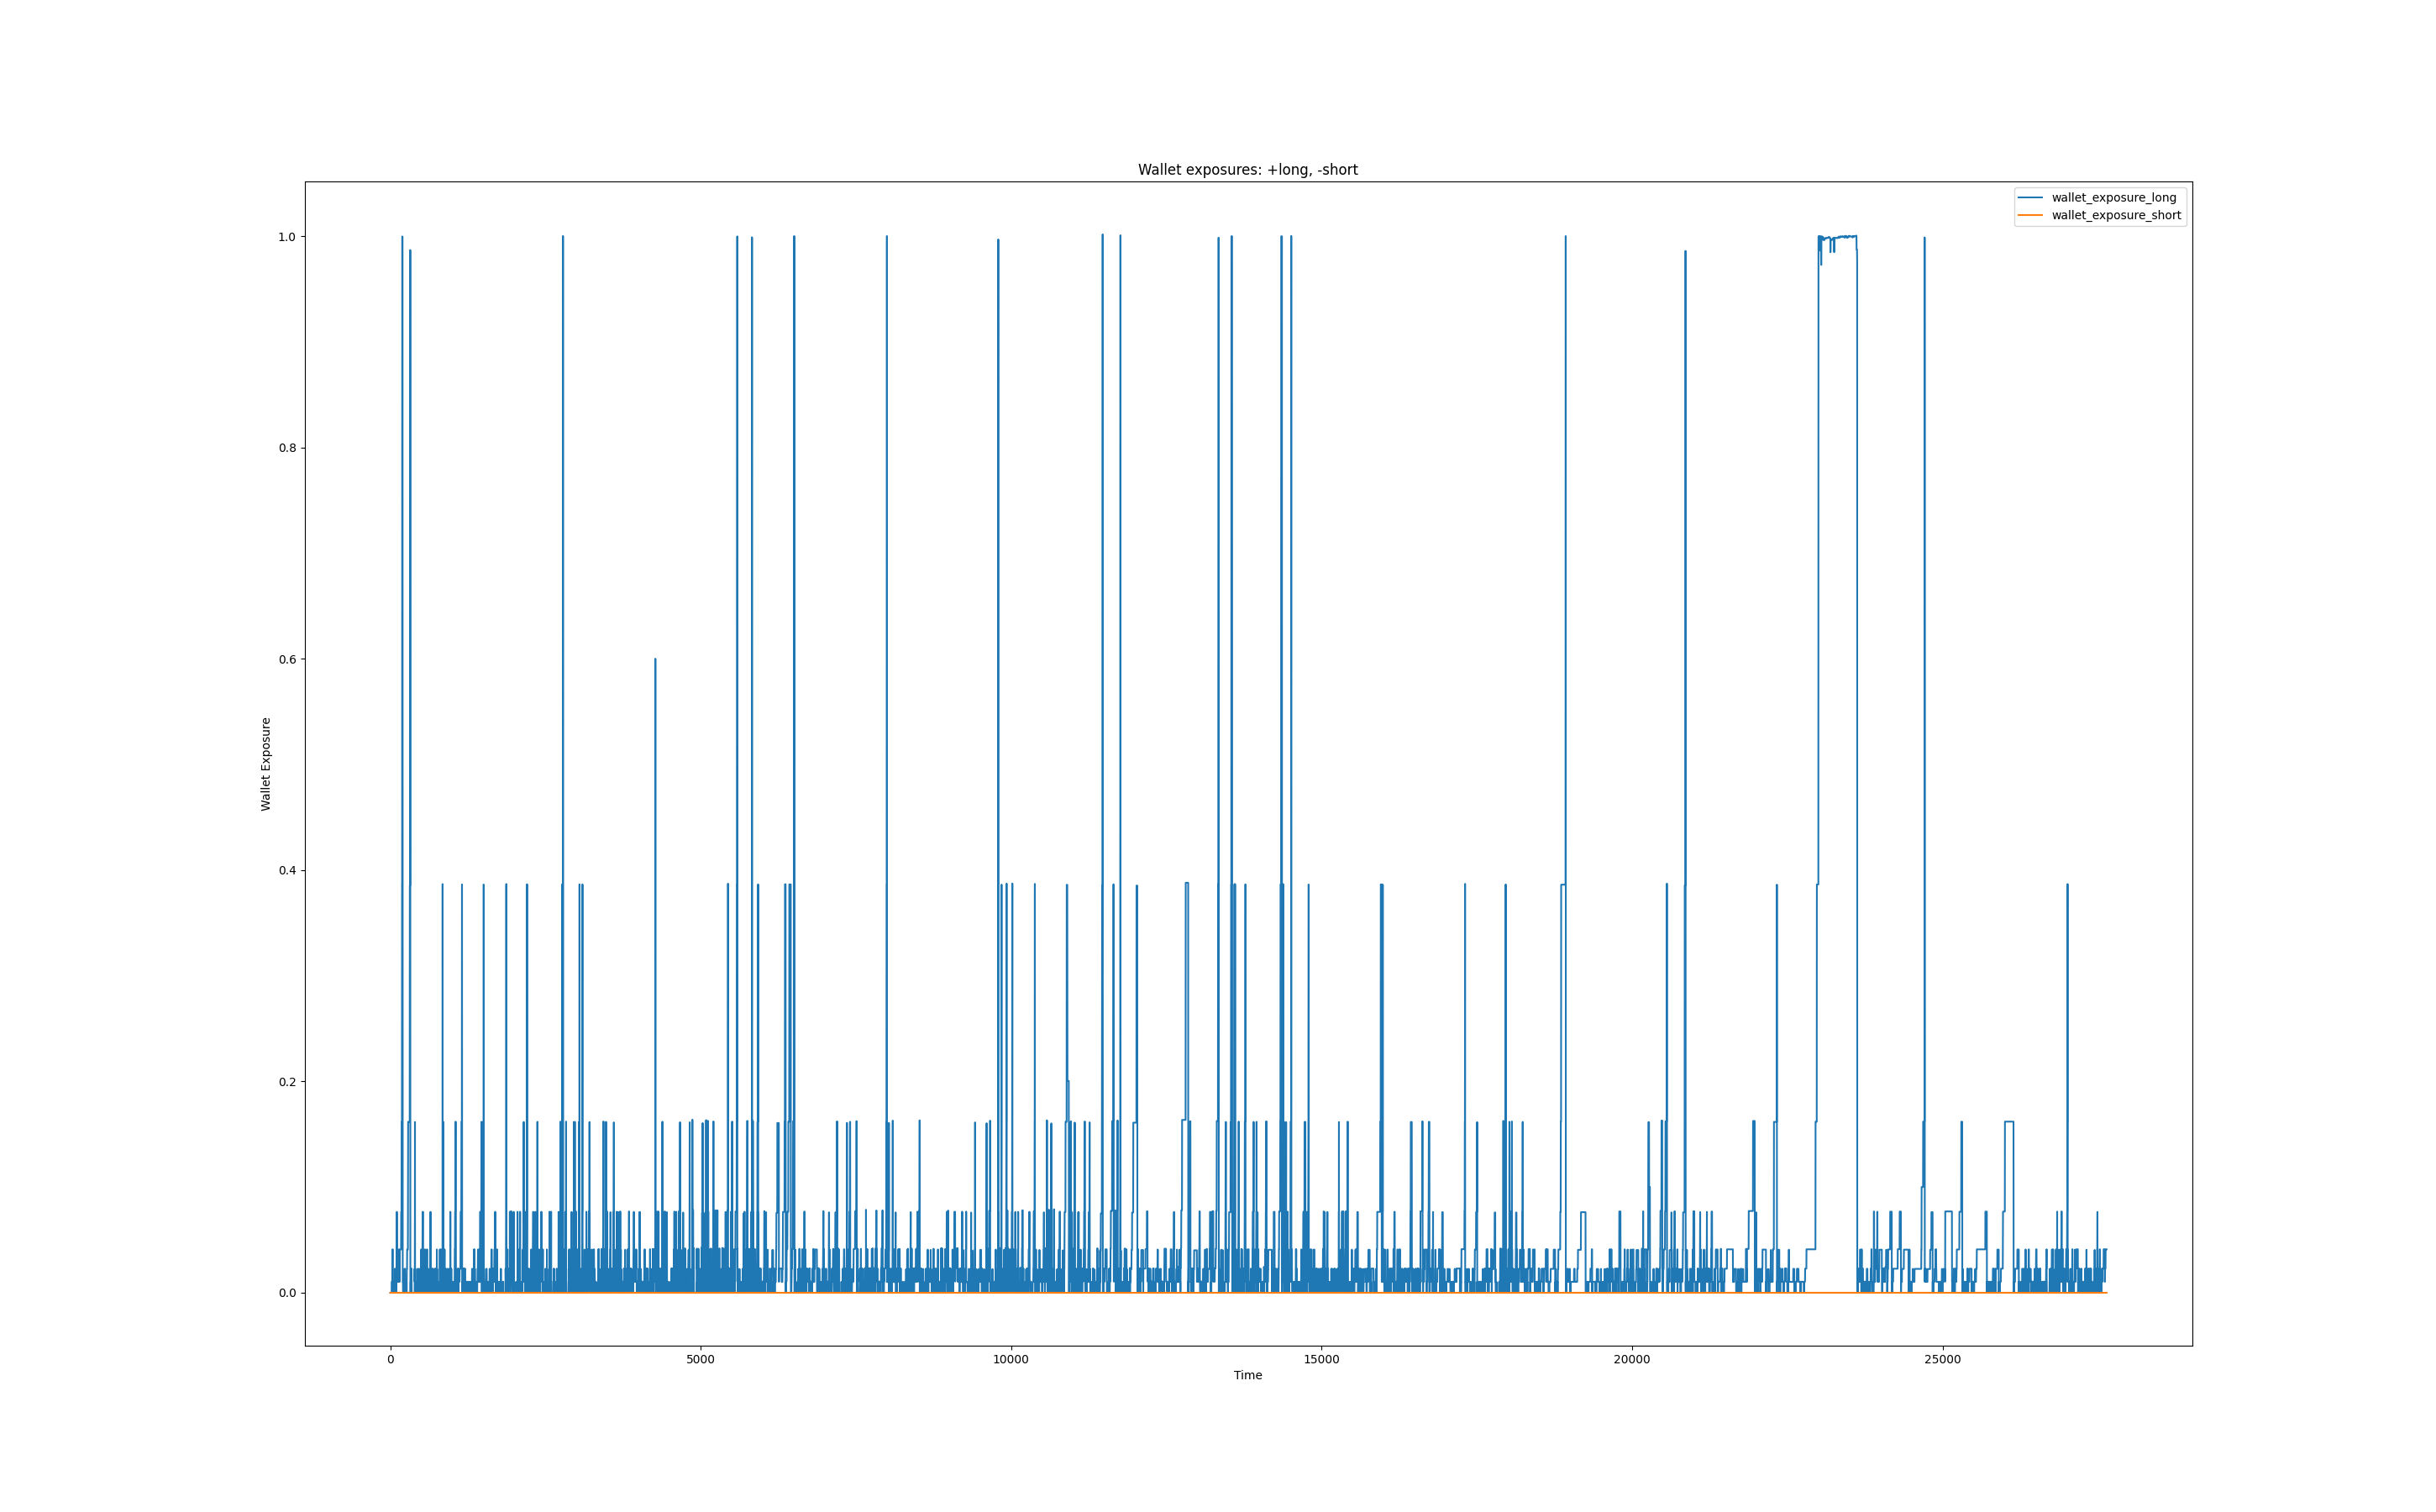 Wallet exposures: +long, -short
wallet_exposure_long
wallet_exposure_short
1.0
0.8
0.6
0.4
0.2
0.0
Wallet Exposure
0
5000
10000
15000
20000
25000
Time